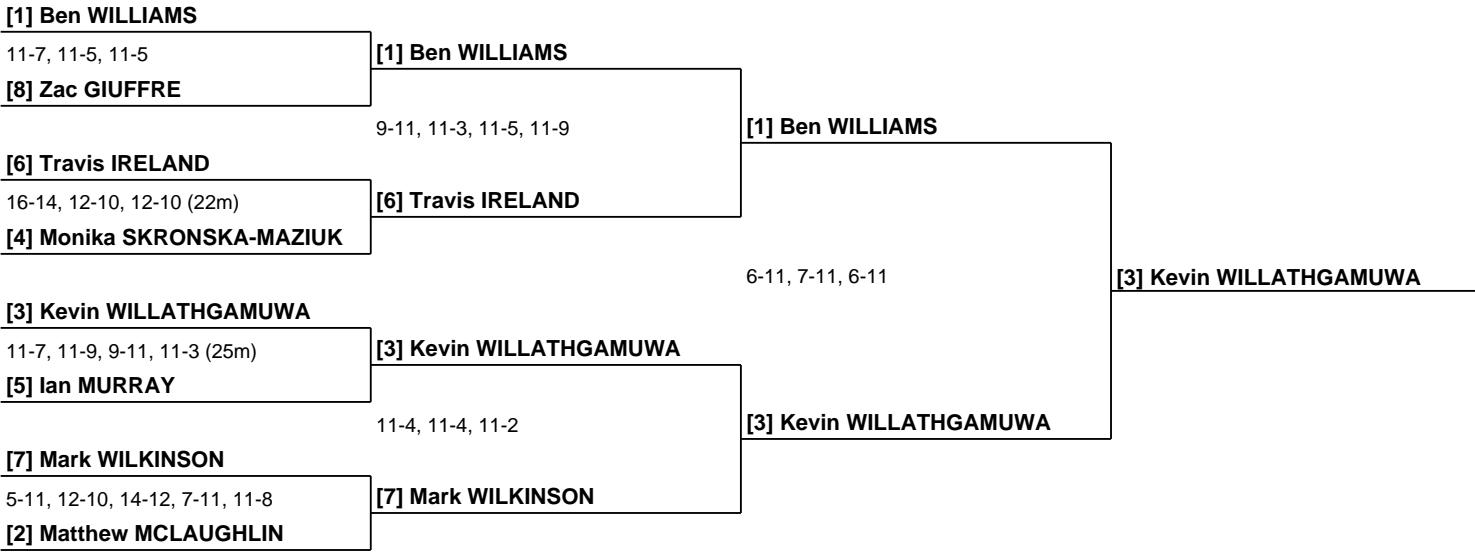 [1] Ben WILLIAMS
11-7, 11-5, 11-5
[8] Zac GIUFFRE
[1] Ben WILLIAMS
9-11, 11-3, 11-5, 11-9
[1] Ben WILLIAMS
[6] Travis IRELAND
16-14, 12-10, 12-10 (22m)
[4] Monika SKRONSKA-MAZIUK
[6] Travis IRELAND
6-11, 7-11, 6-11
[3] Kevin WILLATHGAMUWA
[3] Kevin WILLATHGAMUWA
11-7, 11-9, 9-11, 11-3 (25m)
[5] Ian MURRAY
[3] Kevin WILLATHGAMUWA
11-4, 11-4, 11-2
[3] Kevin WILLATHGAMUWA
[7] Mark WILKINSON
5-11, 12-10, 14-12, 7-11, 11-8
[2] Matthew MCLAUGHLIN
[7] Mark WILKINSON